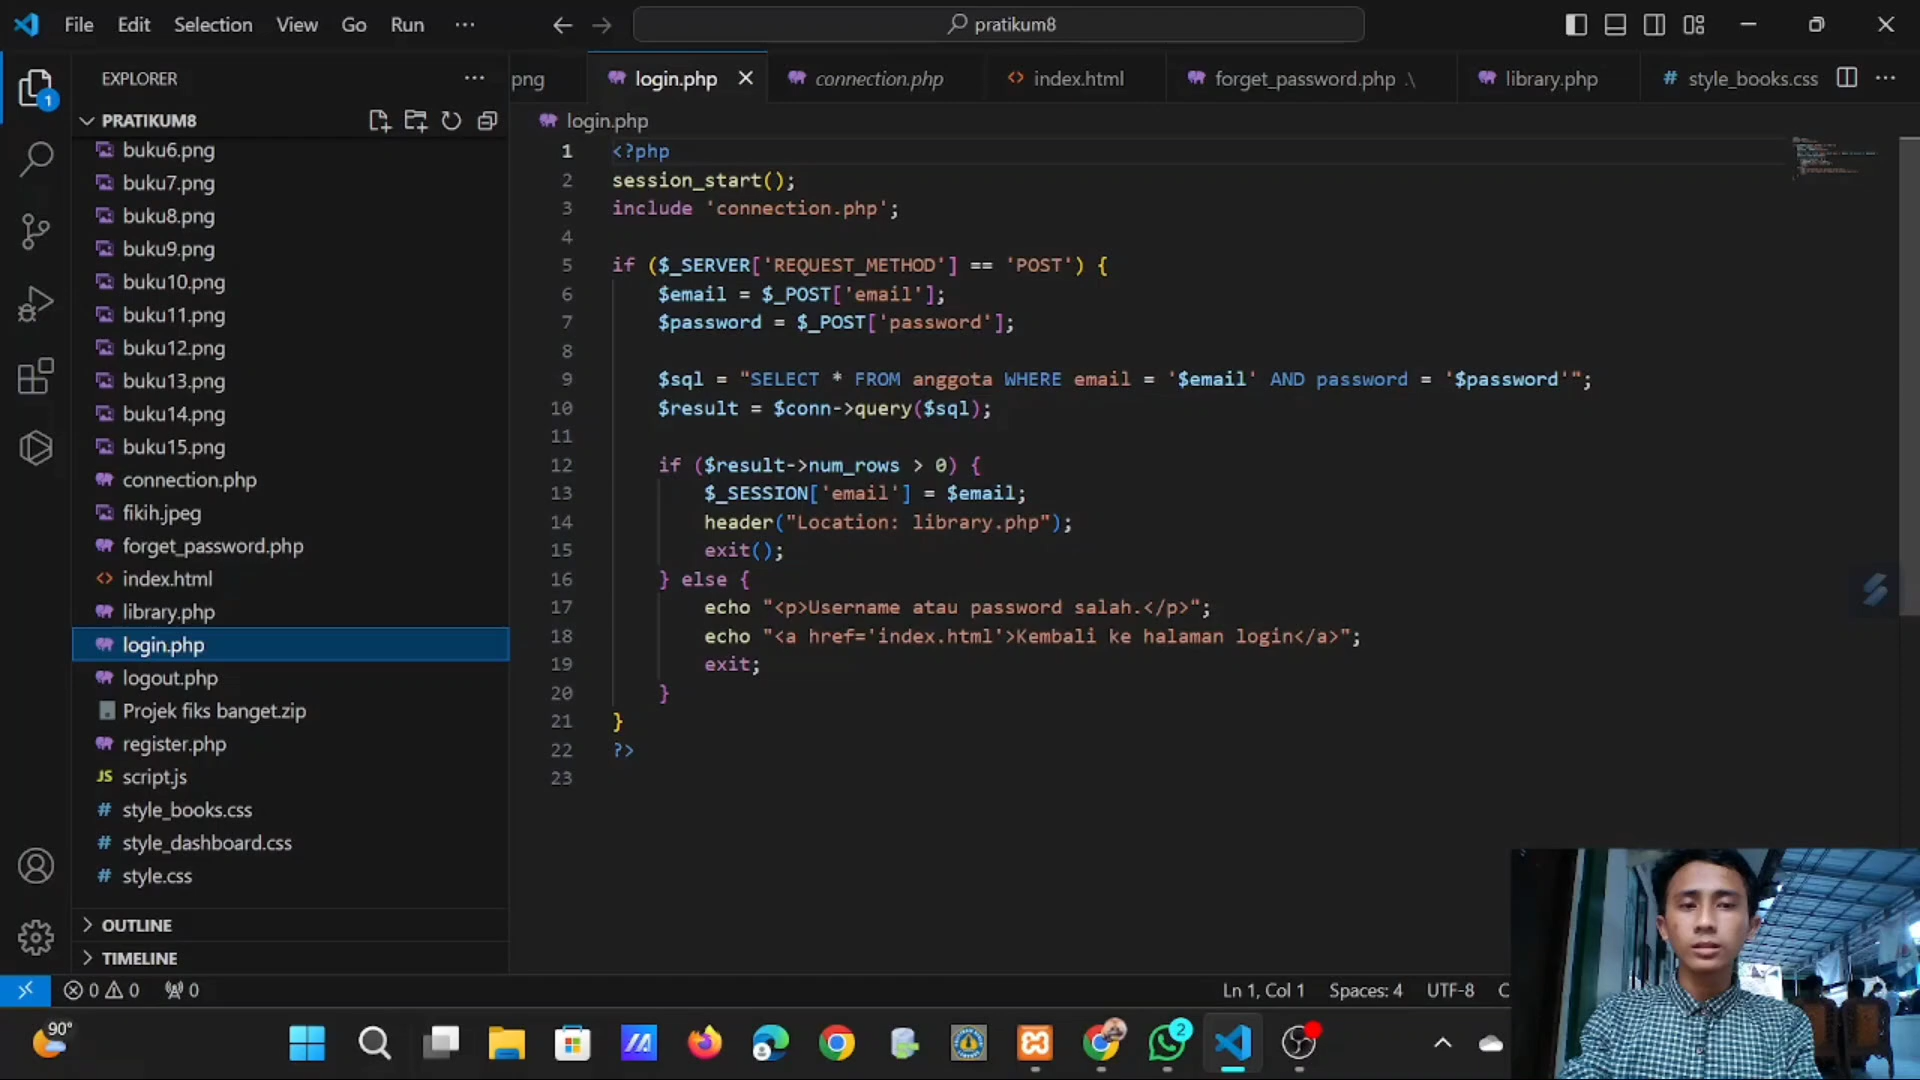 File Edit Selection View Go Run ···
pratikum8
EXPLORER ···
png login.php connection.php index.html forget_password.php .\ library.php style_books.css ···
1
PRATIKUM8
login.php
buku6.png
buku7.png
buku8.png
buku9.png
buku10.png
buku11.png
buku12.png
buku13.png
buku14.png
buku15.png
connection.php
fikih.jpeg
forget_password.php
index.html
library.php
login.php
logout.php
Projek fiks banget.zip
register.php
JS script.js
# style_books.css
# style_dashboard.css
# style.css
OUTLINE
TIMELINE
1 <?php
2 session_start();
3 include 'connection.php';
4
5 if ($_SERVER['REQUEST_METHOD'] == 'POST') {
6 $email = $_POST['email'];
7 $password = $_POST['password'];
8
9 $sql = "SELECT * FROM anggota WHERE email = '$email' AND password = '$password'";
10 $result = $conn->query($sql);
11
12 if ($result->num_rows > 0) {
13 $_SESSION['email'] = $email;
14 header("Location: library.php");
15 exit();
16 } else {
17 echo "<p>Username atau password salah.</p>";
18 echo "<a href='index.html'>Kembali ke halaman login</a>";
19 exit;
20 }
21 }
22 ?>
23
0 0 0 Ln 1, Col 1 Spaces: 4 UTF-8 C
90° 2